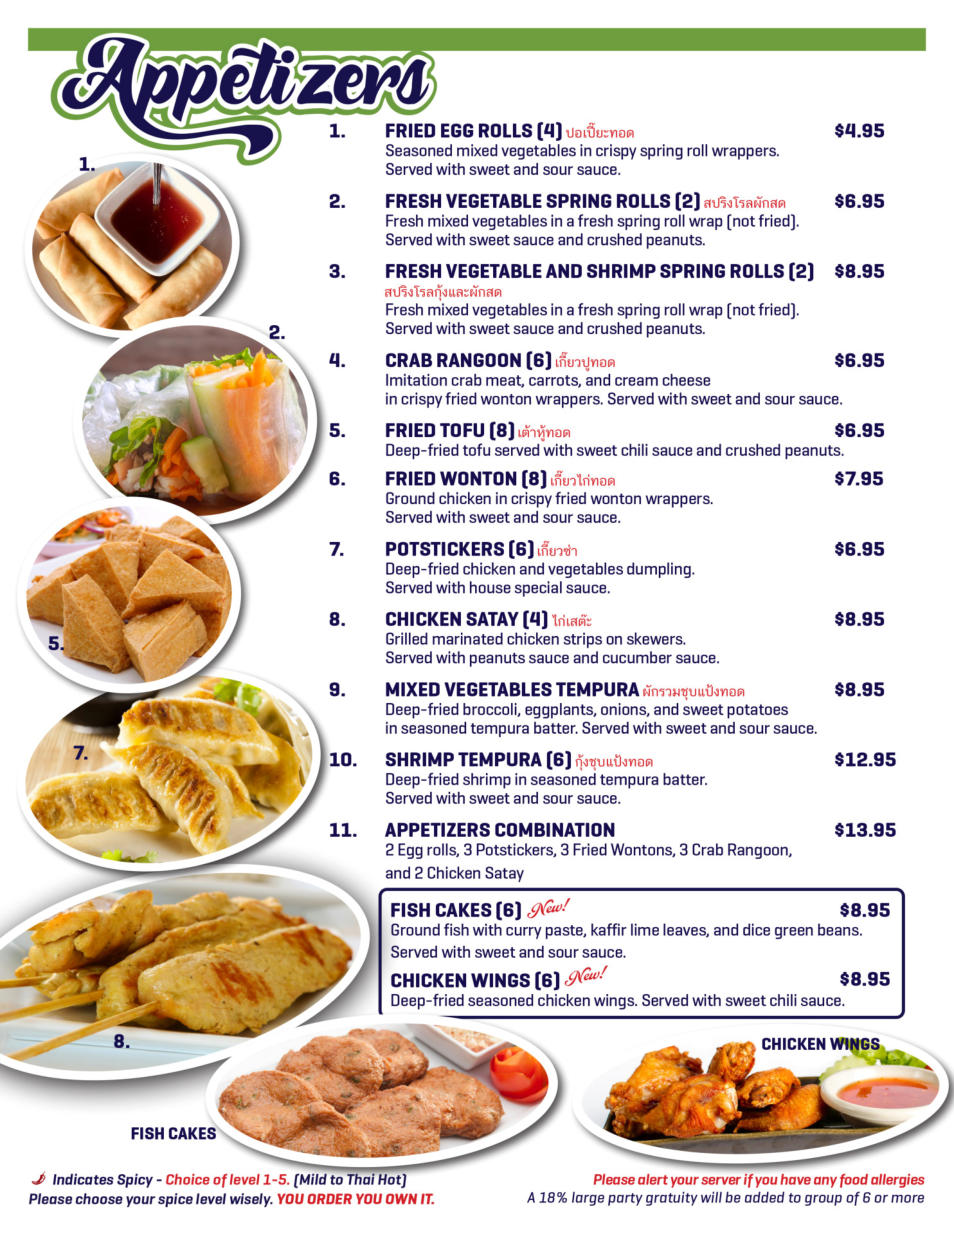 Appetizers
1. FRIED EGG ROLLS (4) ปอเปี๊ยะทอด $4.95
Seasoned mixed vegetables in crispy spring roll wrappers.
Served with sweet and sour sauce.
2. FRESH VEGETABLE SPRING ROLLS (2) สปริงโรลผักสด $6.95
Fresh mixed vegetables in a fresh spring roll wrap (not fried).
Served with sweet sauce and crushed peanuts.
3. FRESH VEGETABLE AND SHRIMP SPRING ROLLS (2) $8.95
สปริงโรลกุ้งและผักสด
Fresh mixed vegetables in a fresh spring roll wrap (not fried).
Served with sweet sauce and crushed peanuts.
4. CRAB RANGOON (6) เกี๊ยวปูทอด $6.95
Imitation crab meat, carrots, and cream cheese
in crispy fried wonton wrappers. Served with sweet and sour sauce.
5. FRIED TOFU (8) เต้าหู้ทอด $6.95
Deep-fried tofu served with sweet chili sauce and crushed peanuts.
6. FRIED WONTON (8) เกี๊ยวไก่ทอด $7.95
Ground chicken in crispy fried wonton wrappers.
Served with sweet and sour sauce.
7. POTSTICKERS (6) เกี๊ยวซ่า $6.95
Deep-fried chicken and vegetables dumpling.
Served with house special sauce.
8. CHICKEN SATAY (4) ไก่เสต๊ะ $8.95
Grilled marinated chicken strips on skewers.
Served with peanuts sauce and cucumber sauce.
9. MIXED VEGETABLES TEMPURA ผักรวมชุบแป้งทอด $8.95
Deep-fried broccoli, eggplants, onions, and sweet potatoes
in seasoned tempura batter. Served with sweet and sour sauce.
10. SHRIMP TEMPURA (6) กุ้งชุบแป้งทอด $12.95
Deep-fried shrimp in seasoned tempura batter.
Served with sweet and sour sauce.
11. APPETIZERS COMBINATION $13.95
2 Egg rolls, 3 Potstickers, 3 Fried Wontons, 3 Crab Rangoon,
and 2 Chicken Satay
FISH CAKES (6) New! $8.95
Ground fish with curry paste, kaffir lime leaves, and dice green beans.
Served with sweet and sour sauce.
CHICKEN WINGS (6) New! $8.95
Deep-fried seasoned chicken wings. Served with sweet chili sauce.
1.
2.
5.
7.
8.
FISH CAKES
CHICKEN WINGS
Indicates Spicy - Choice of level 1-5. (Mild to Thai Hot)
Please choose your spice level wisely. YOU ORDER YOU OWN IT.
Please alert your server if you have any food allergies
A 18% large party gratuity will be added to group of 6 or more